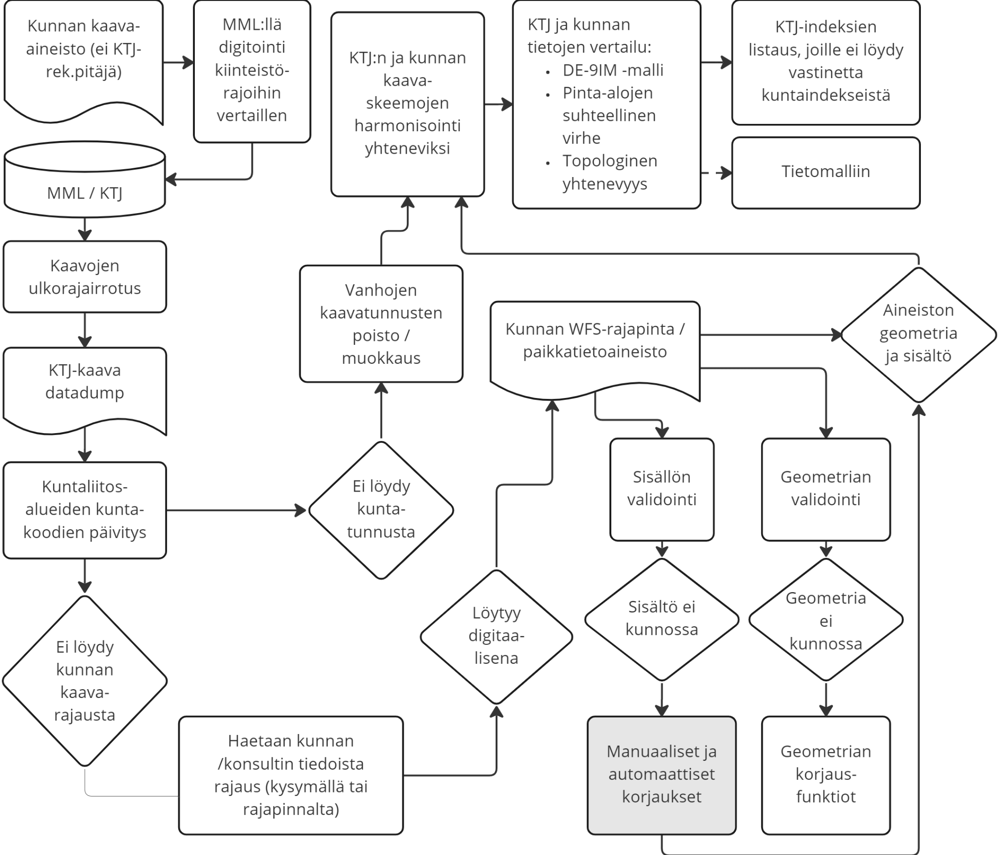 Kunnan kaava-
aineisto (ei KTJ-
rek.pitäjä)
MML:llä
digitointi
kiinteistö-
rajoihin
vertaillen
MML / KTJ
Kaavojen
ulkorajairrotus
KTJ-kaava
datadump
Kuntaliitos-
alueiden kunta-
koodien päivitys
Ei löydy
kunnan
kaava-
rajausta
Haetaan kunnan
/konsultin tiedoista
rajaus (kysymällä tai
rajapinnalta)
Ei löydy
kunta-
tunnusta
Vanhojen
kaavatunnusten
poisto /
muokkaus
KTJ:n ja kunnan
kaava-
skeemojen
harmonisointi
yhteneviksi
KTJ ja kunnan
tietojen vertailu:
• DE-9IM -malli
• Pinta-alojen
suhteellinen
virhe
• Topologinen
yhtenevyys
KTJ-indeksien
listaus, joille ei löydy
vastinetta
kuntaindekseistä
Tietomalliin
Löytyy
digitaa-
lisena
Kunnan WFS-rajapinta /
paikkatietoaineisto
Aineiston
geometria
ja sisältö
Sisällön
validointi
Geometrian
validointi
Sisältö ei
kunnossa
Geometria
ei
kunnossa
Manuaaliset ja
automaattiset
korjaukset
Geometrian
korjaus-
funktiot